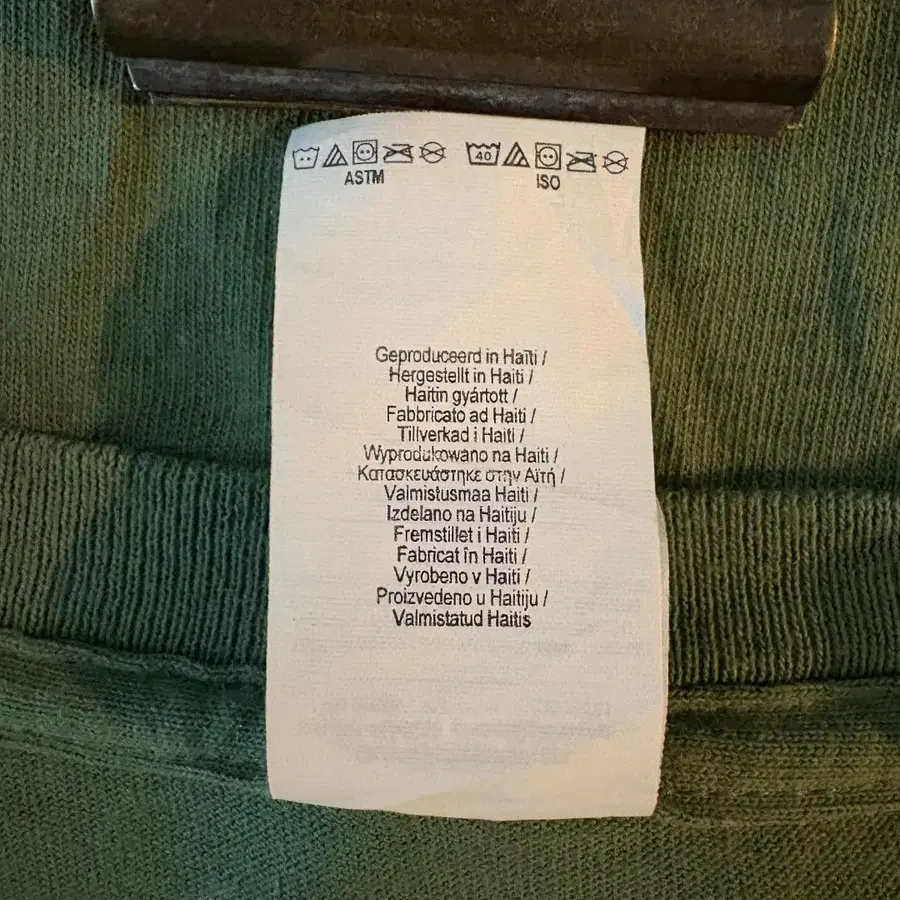 40
ASTM ISO
Geproduceerd in Haïti /
Hergestellt in Haiti /
Haitin gyártott /
Fabbricato ad Haiti /
Tillverkad i Haiti /
Wyprodukowano na Haiti /
Κατασκευάστηκε στην Αϊτή /
Valmistusmaa Haiti /
Izdelano na Haitiju /
Fremstillet i Haiti /
Fabricat în Haiti /
Vyrobeno v Haiti /
Proizvedeno u Haitiju /
Valmistatud Haitis